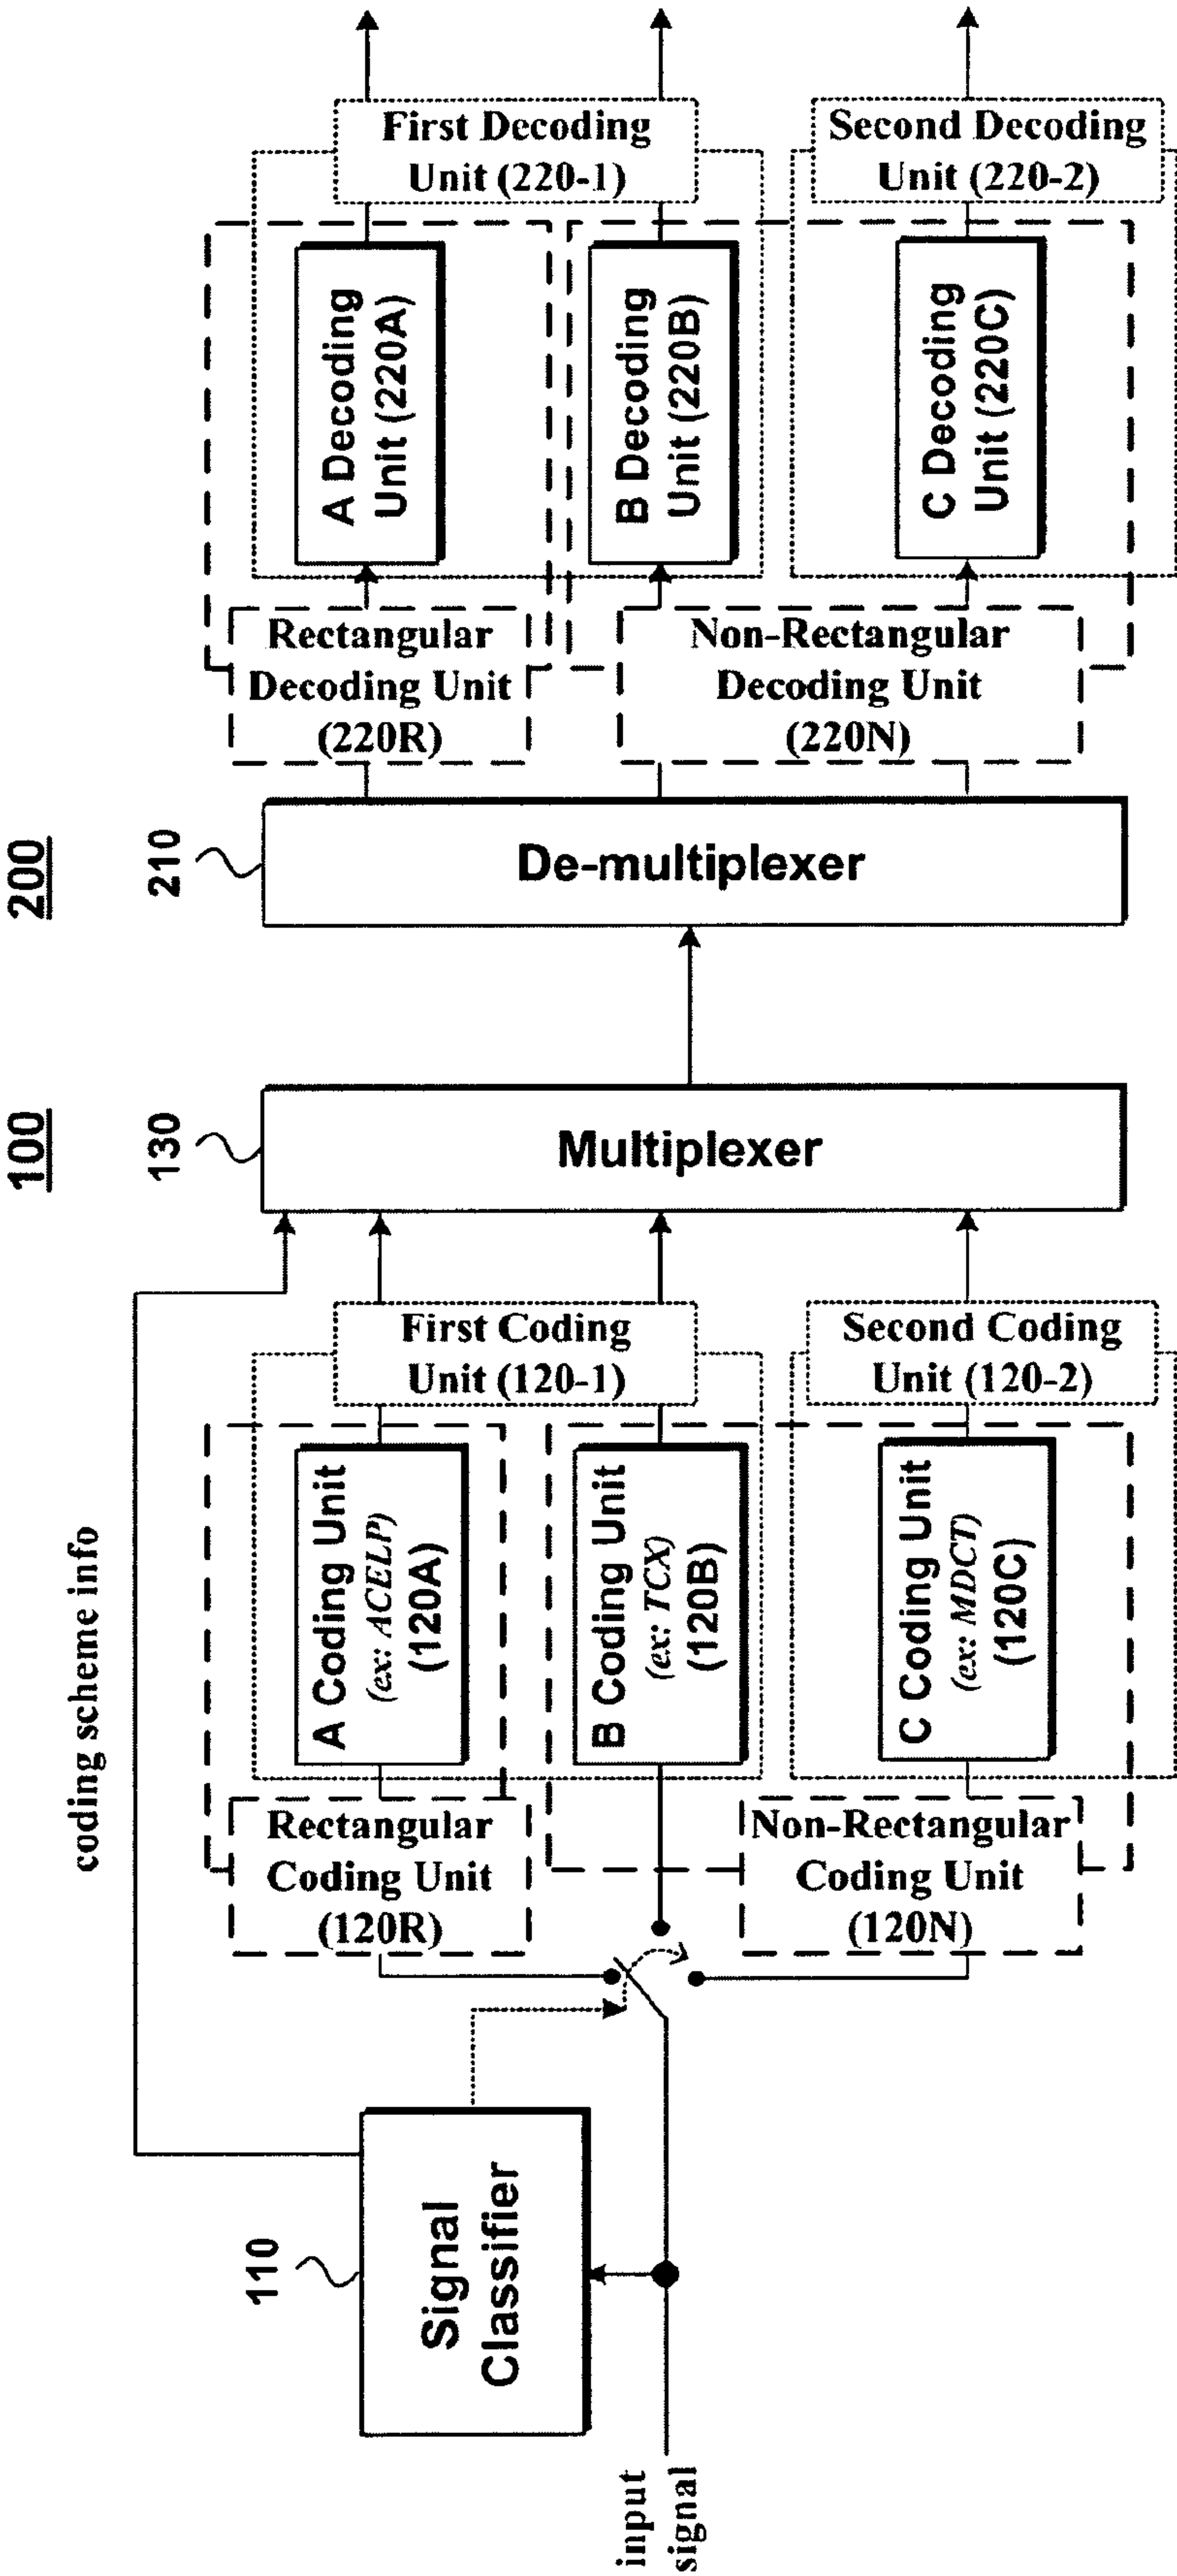 100
200
coding scheme info
110
Signal
Classifier
input
signal
Rectangular
Coding Unit
(120R)
A Coding Unit
(ex: ACELP)
(120A)
First Coding
Unit (120-1)
B Coding Unit
(ex: TCX)
(120B)
Non-Rectangular
Coding Unit
(120N)
C Coding Unit
(ex: MDCT)
(120C)
Second Coding
Unit (120-2)
130
Multiplexer
210
De-multiplexer
Rectangular
Decoding Unit
(220R)
A Decoding
Unit (220A)
First Decoding
Unit (220-1)
B Decoding
Unit (220B)
Non-Rectangular
Decoding Unit
(220N)
C Decoding
Unit (220C)
Second Decoding
Unit (220-2)